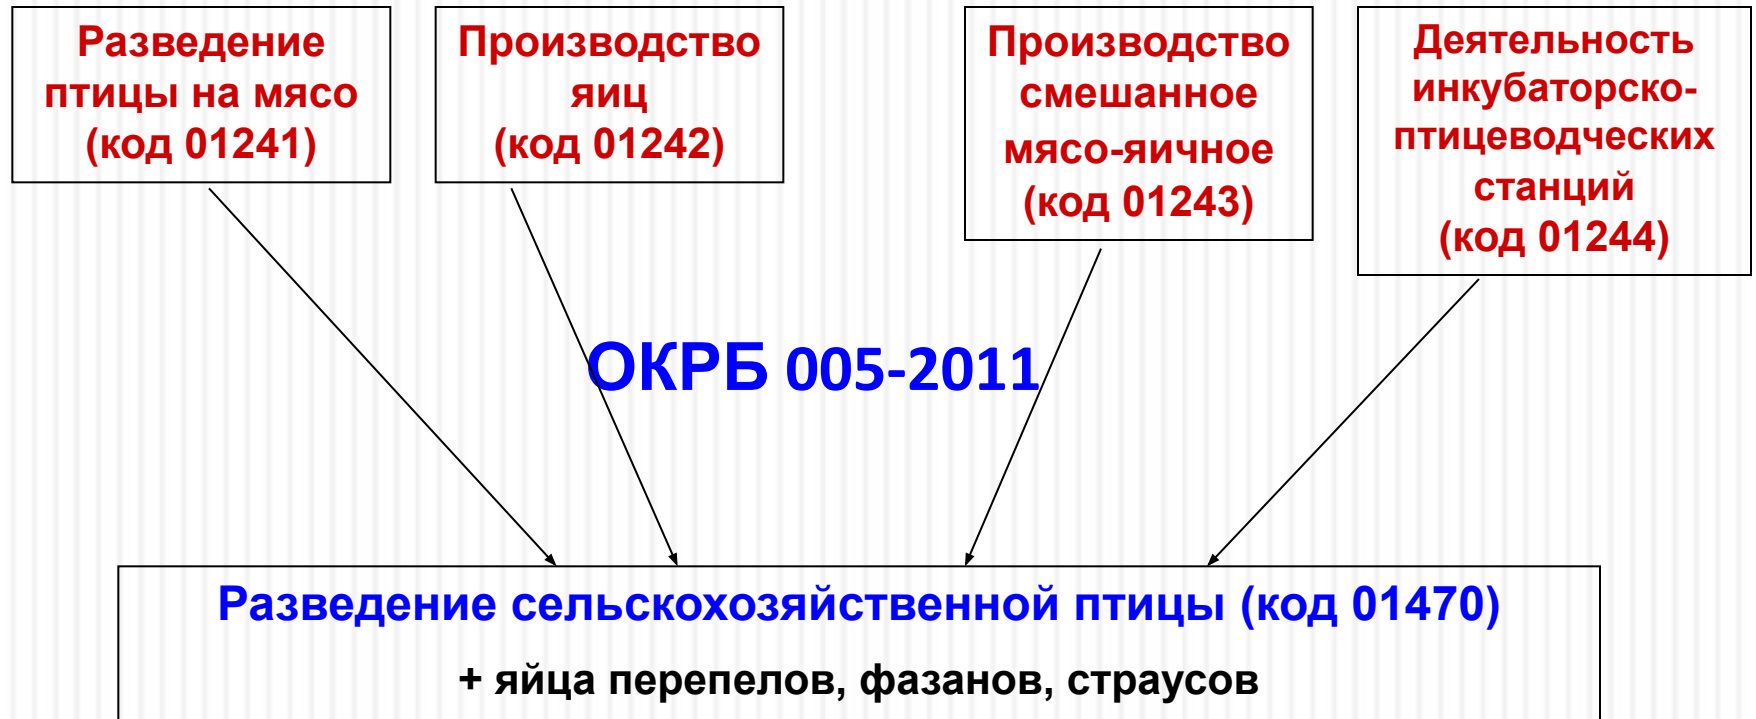 Разведение
птицы на мясо
(код 01241)
Производство
яиц
(код 01242)
Производство
смешанное
мясо-яичное
(код 01243)
Деятельность
инкубаторско-
птицеводческих
станций
(код 01244)
ОКРБ 005-2011
Разведение сельскохозяйственной птицы (код 01470)
+ яйца перепелов, фазанов, страусов